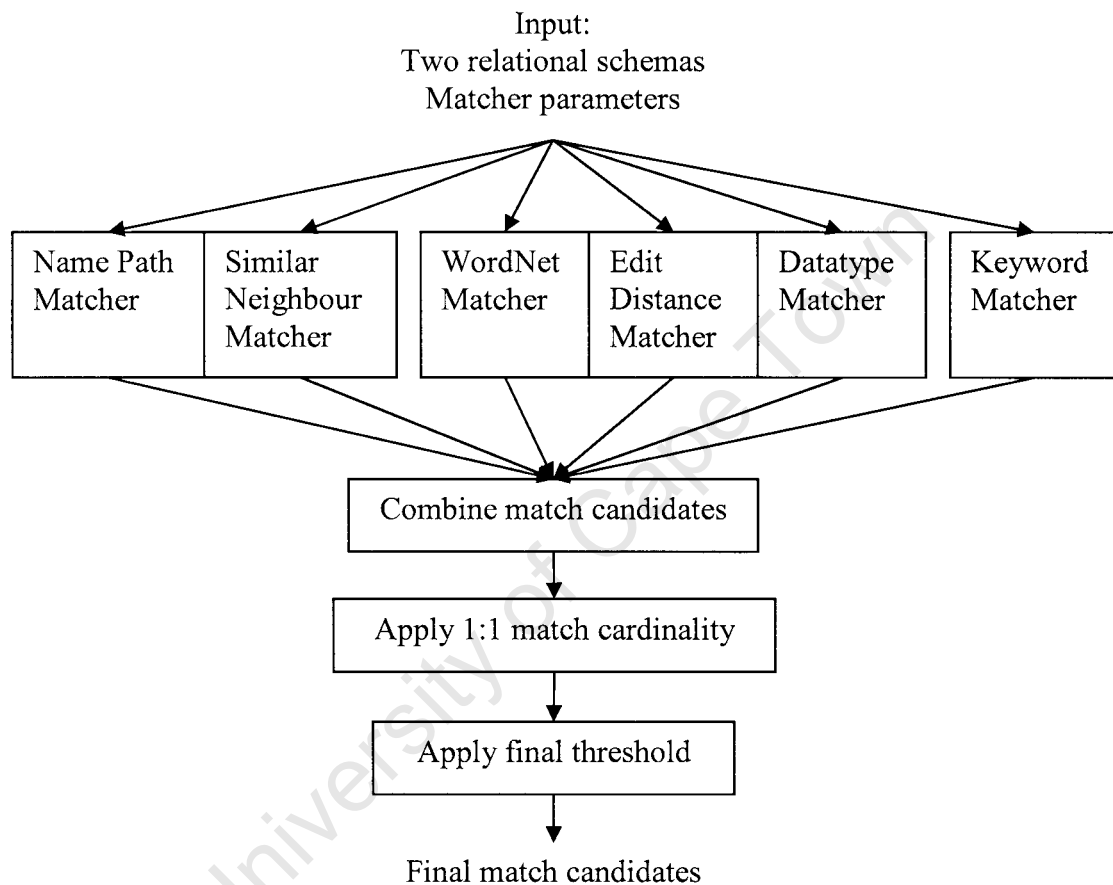 Input:
Two relational schemas
Matcher parameters
Name Path
Matcher
Similar
Neighbour
Matcher
WordNet
Matcher
Edit
Distance
Matcher
Datatype
Matcher
Keyword
Matcher
Combine match candidates
Apply 1:1 match cardinality
Apply final threshold
Final match candidates
University of Cape Town